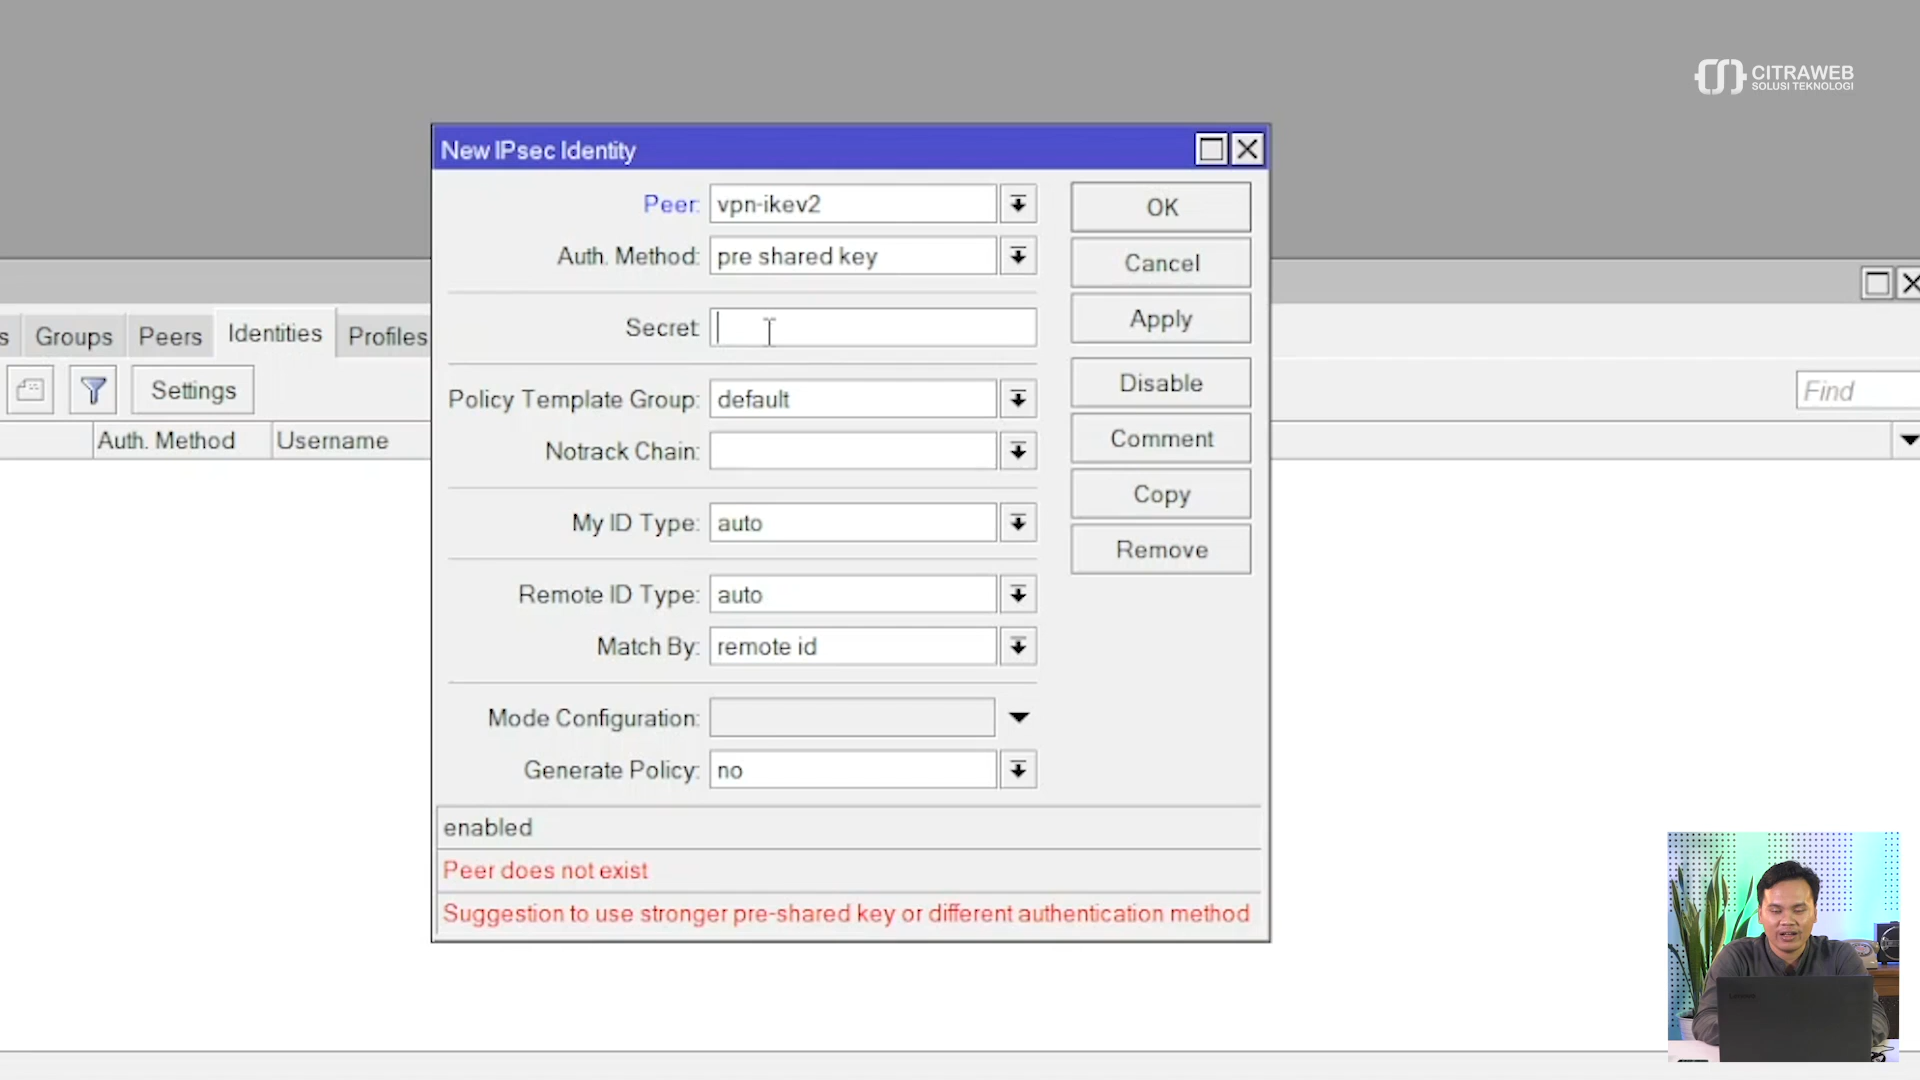 CITRAWEB
SOLUSI TEKNOLOGI
New IPsec Identity
Peer: vpn-ikev2
OK
Auth. Method: pre shared key
Cancel
Secret:
Apply
Groups Peers Identities Profiles
Settings
Find
Policy Template Group: default
Disable
Auth. Method Username
Notrack Chain:
Comment
Copy
My ID Type: auto
Remove
Remote ID Type: auto
Match By: remote id
Mode Configuration:
Generate Policy: no
enabled
Peer does not exist
Suggestion to use stronger pre-shared key or different authentication method